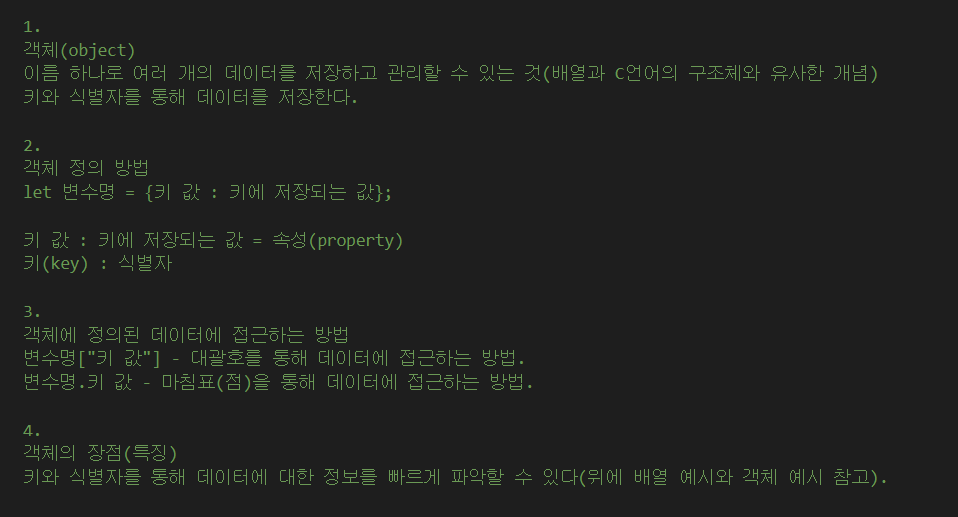 1.
객체(object)
이름 하나로 여러 개의 데이터를 저장하고 관리할 수 있는 것(배열과 C언어의 구조체와 유사한 개념)
키와 식별자를 통해 데이터를 저장한다.
2.
객체 정의 방법
let 변수명 = {키 값 : 키에 저장되는 값};
키 값 : 키에 저장되는 값 = 속성(property)
키(key) : 식별자
3.
객체에 정의된 데이터에 접근하는 방법
변수명["키 값"] - 대괄호를 통해 데이터에 접근하는 방법.
변수명.키 값 - 마침표(점)을 통해 데이터에 접근하는 방법.
4.
객체의 장점(특징)
키와 식별자를 통해 데이터에 대한 정보를 빠르게 파악할 수 있다(위에 배열 예시와 객체 예시 참고).